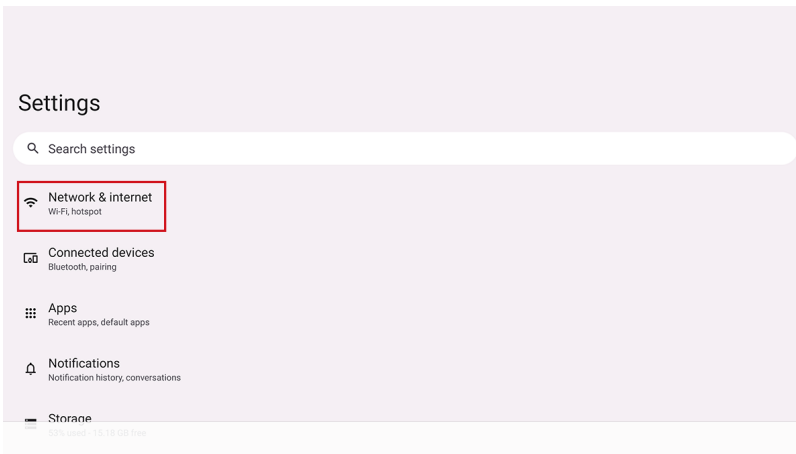 Settings
Search settings
Network & internet
Wi-Fi, hotspot
Connected devices
Bluetooth, pairing
Apps
Recent apps, default apps
Notifications
Notification history, conversations
Storage